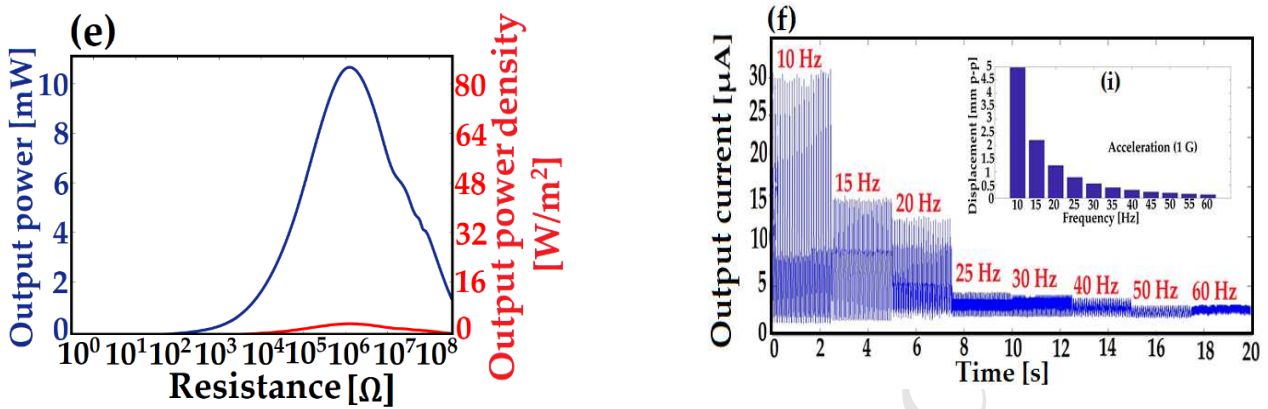 (e)
Output power [mW]
10
8
6
4
2
0
80
64
48
32
16
0
Output power density
[W/m²]
10⁰ 10¹ 10² 10³ 10⁴ 10⁵ 10⁶ 10⁷ 10⁸
Resistance [Ω]
(f)
Output current [µA]
30
25
20
15
10
5
0
10 Hz
15 Hz
20 Hz
25 Hz
30 Hz
40 Hz
50 Hz
60 Hz
0 2 4 6 8 10 12 14 16 18 20
Time [s]
(i)
Displacement [mm p-p]
5
4.5
4
3.5
3
2.5
2
1.5
1
0.5
Acceleration (1 G)
10 15 20 25 30 35 40 45 50 55 60
Frequency [Hz]